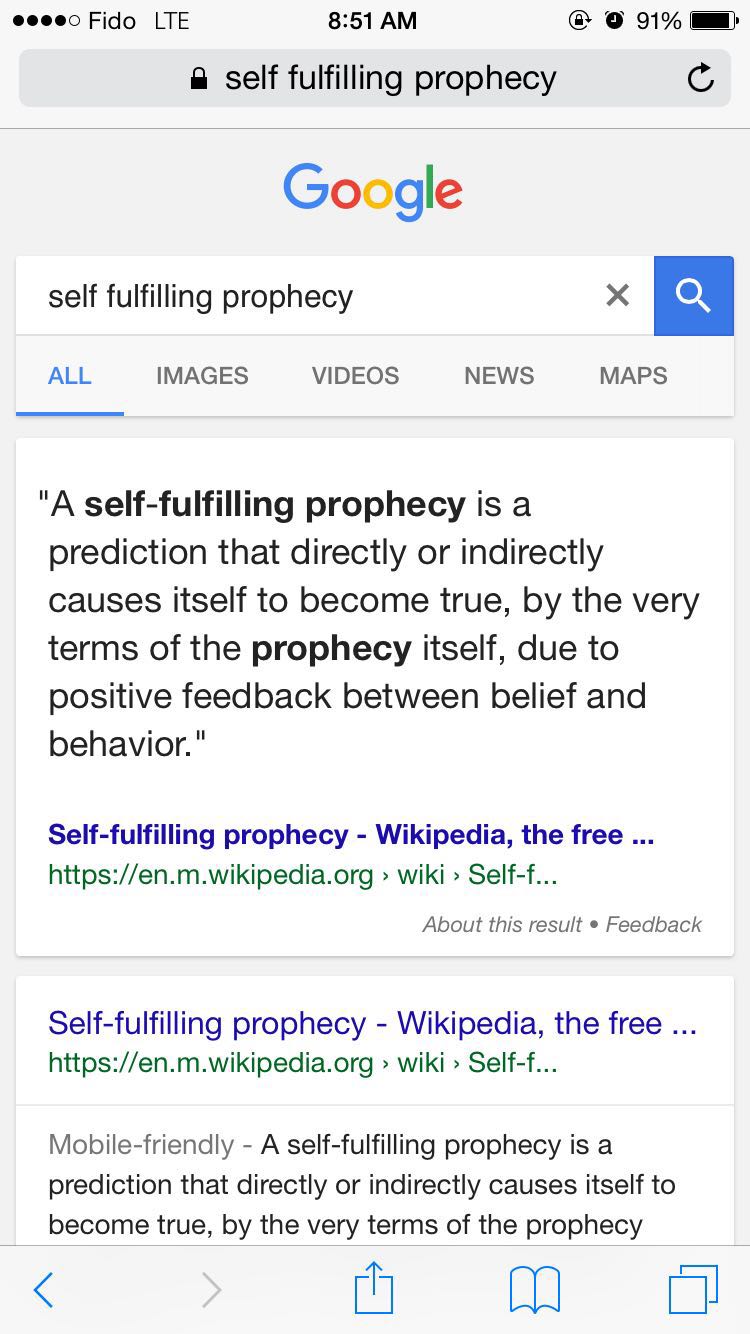 Fido LTE 8:51 AM 91%
self fulfilling prophecy
Google
self fulfilling prophecy
ALL IMAGES VIDEOS NEWS MAPS
"A self-fulfilling prophecy is a
prediction that directly or indirectly
causes itself to become true, by the very
terms of the prophecy itself, due to
positive feedback between belief and
behavior."
Self-fulfilling prophecy - Wikipedia, the free ...
https://en.m.wikipedia.org › wiki › Self-f...
About this result • Feedback
Self-fulfilling prophecy - Wikipedia, the free ...
https://en.m.wikipedia.org › wiki › Self-f...
Mobile-friendly - A self-fulfilling prophecy is a
prediction that directly or indirectly causes itself to
become true, by the very terms of the prophecy